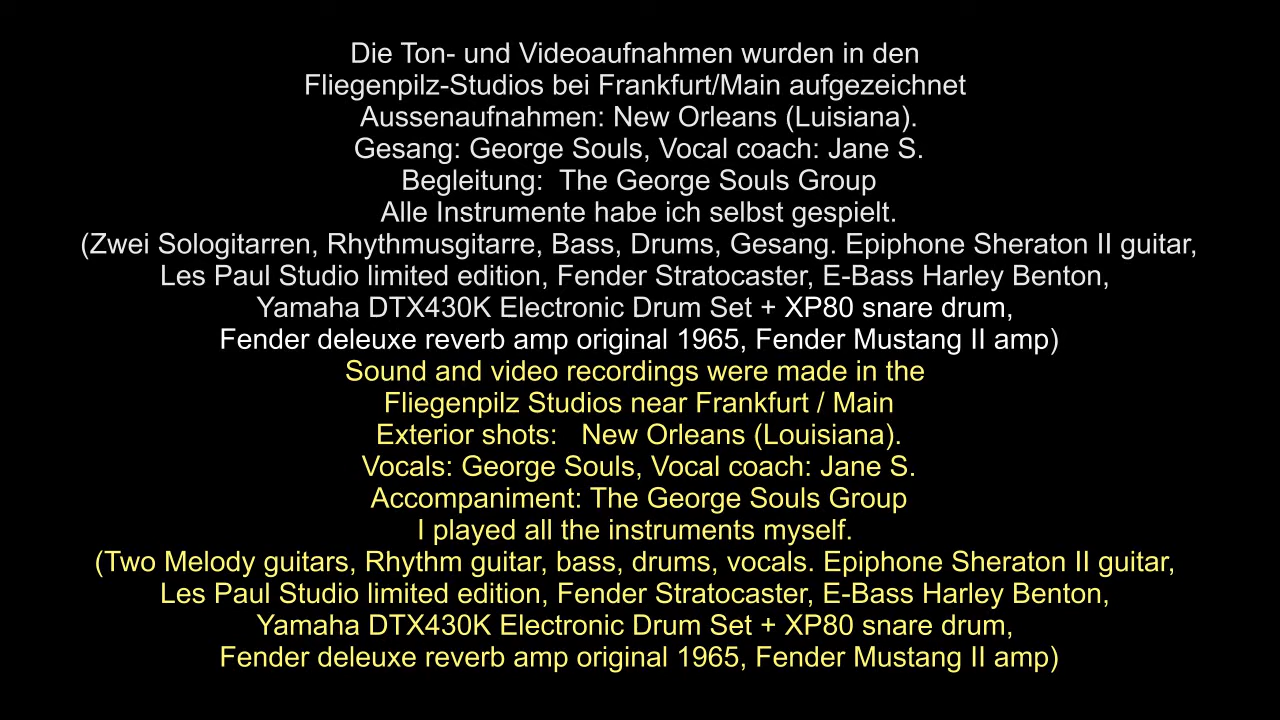 Die Ton- und Videoaufnahmen wurden in den
Fliegenpilz-Studios bei Frankfurt/Main aufgezeichnet
Aussenaufnahmen: New Orleans (Luisiana).
Gesang: George Souls, Vocal coach: Jane S.
Begleitung:  The George Souls Group
Alle Instrumente habe ich selbst gespielt.
(Zwei Sologitarren, Rhythmusgitarre, Bass, Drums, Gesang. Epiphone Sheraton II guitar,
Les Paul Studio limited edition, Fender Stratocaster, E-Bass Harley Benton,
Yamaha DTX430K Electronic Drum Set + XP80 snare drum,
Fender deleuxe reverb amp original 1965, Fender Mustang II amp)
Sound and video recordings were made in the
Fliegenpilz Studios near Frankfurt / Main
Exterior shots:   New Orleans (Louisiana).
Vocals: George Souls, Vocal coach: Jane S.
Accompaniment: The George Souls Group
I played all the instruments myself.
(Two Melody guitars, Rhythm guitar, bass, drums, vocals. Epiphone Sheraton II guitar,
Les Paul Studio limited edition, Fender Stratocaster, E-Bass Harley Benton,
Yamaha DTX430K Electronic Drum Set + XP80 snare drum,
Fender deleuxe reverb amp original 1965, Fender Mustang II amp)